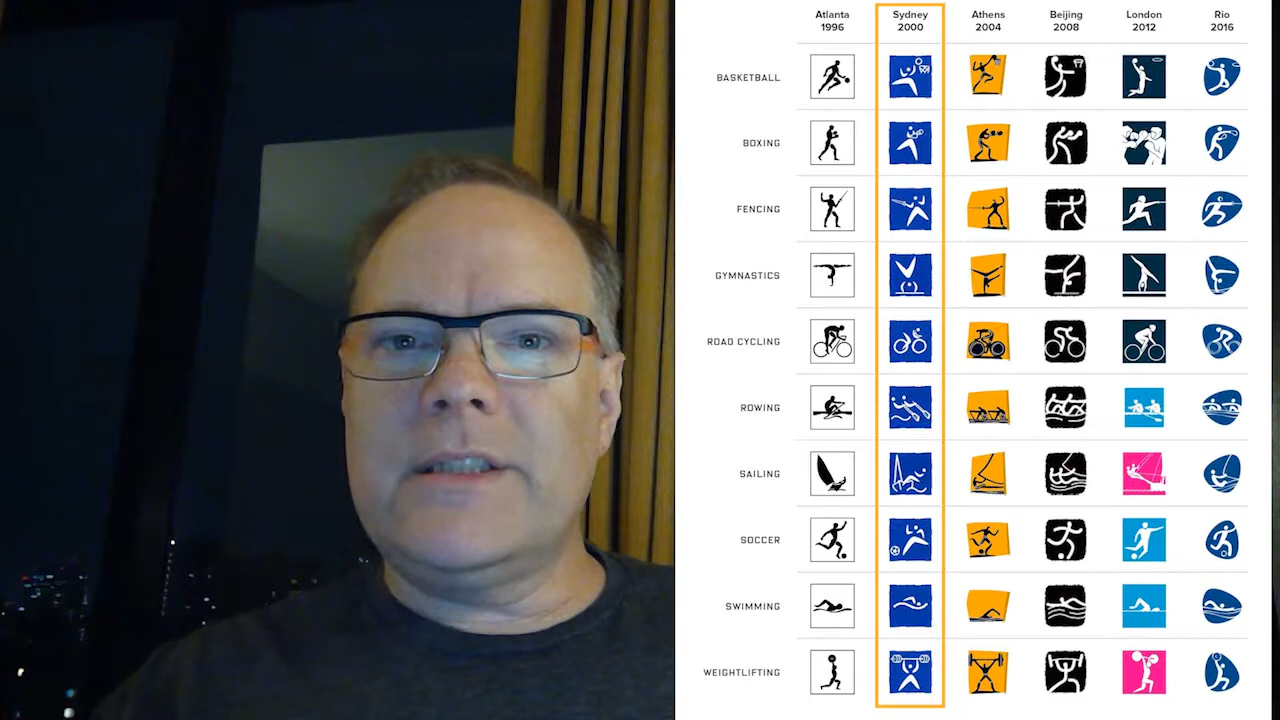 Atlanta
1996
Sydney
2000
Athens
2004
Beijing
2008
London
2012
Rio
2016
BASKETBALL
BOXING
FENCING
GYMNASTICS
ROAD CYCLING
ROWING
SAILING
SOCCER
SWIMMING
WEIGHTLIFTING